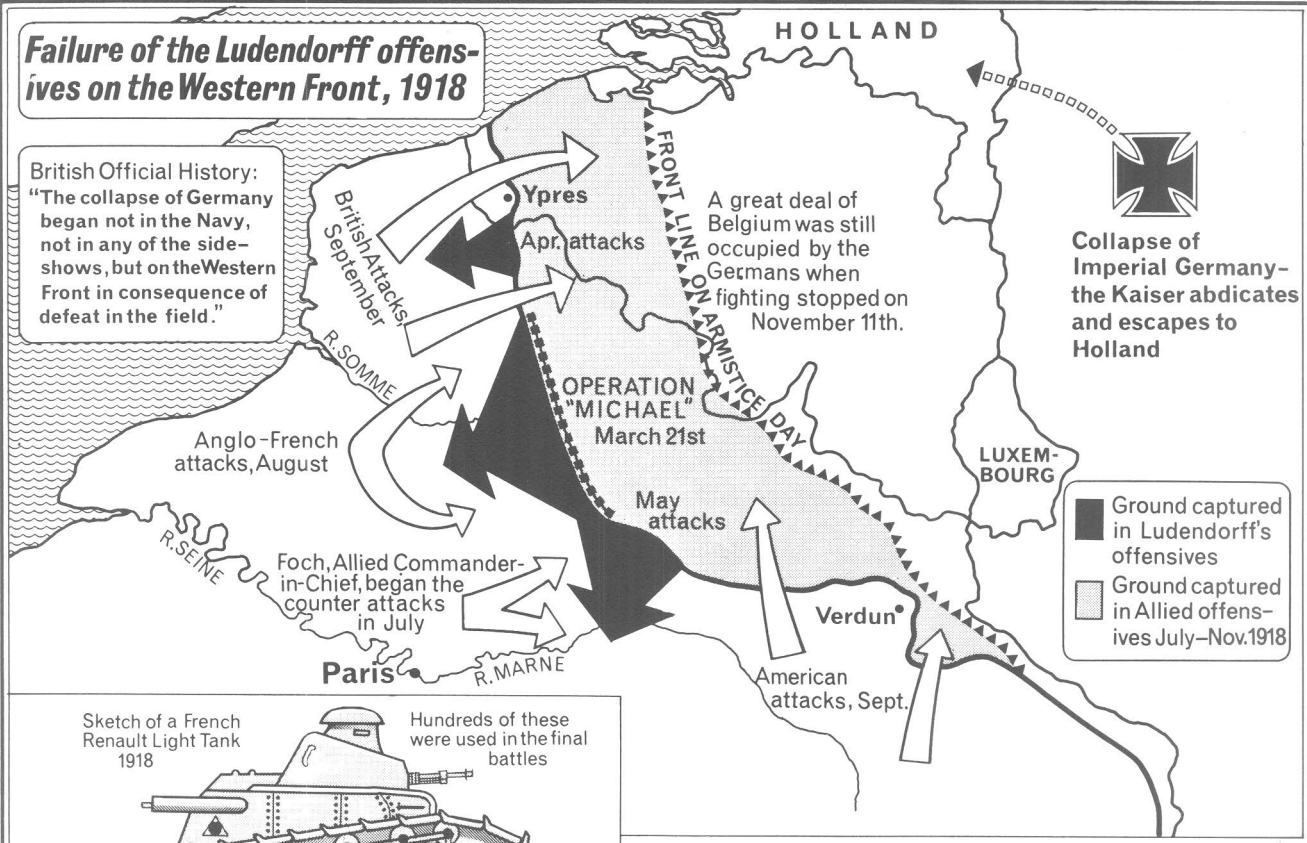 Failure of the Ludendorff offens-
ives on the Western Front, 1918
HOLLAND
British Official History:
"The collapse of Germany
began not in the Navy,
not in any of the side-
shows, but on the Western
Front in consequence of
defeat in the field."
British Attacks,
September
Ypres
Apr. attacks
FRONT LINE ON ARMISTICE DAY
A great deal of
Belgium was still
occupied by the
Germans when
fighting stopped on
November 11th.
Collapse of
Imperial Germany-
the Kaiser abdicates
and escapes to
Holland
R. SOMME
OPERATION
"MICHAEL"
March 21st
Anglo-French
attacks, August
May
attacks
LUXEM-
BOURG
Ground captured
in Ludendorff's
offensives
Ground captured
in Allied offens-
ives July-Nov. 1918
R. SEINE
Foch, Allied Commander-
in-Chief, began the
counter attacks
in July
Verdun
Paris
R. MARNE
American
attacks, Sept.
Sketch of a French
Renault Light Tank
1918
Hundreds of these
were used in the final
battles